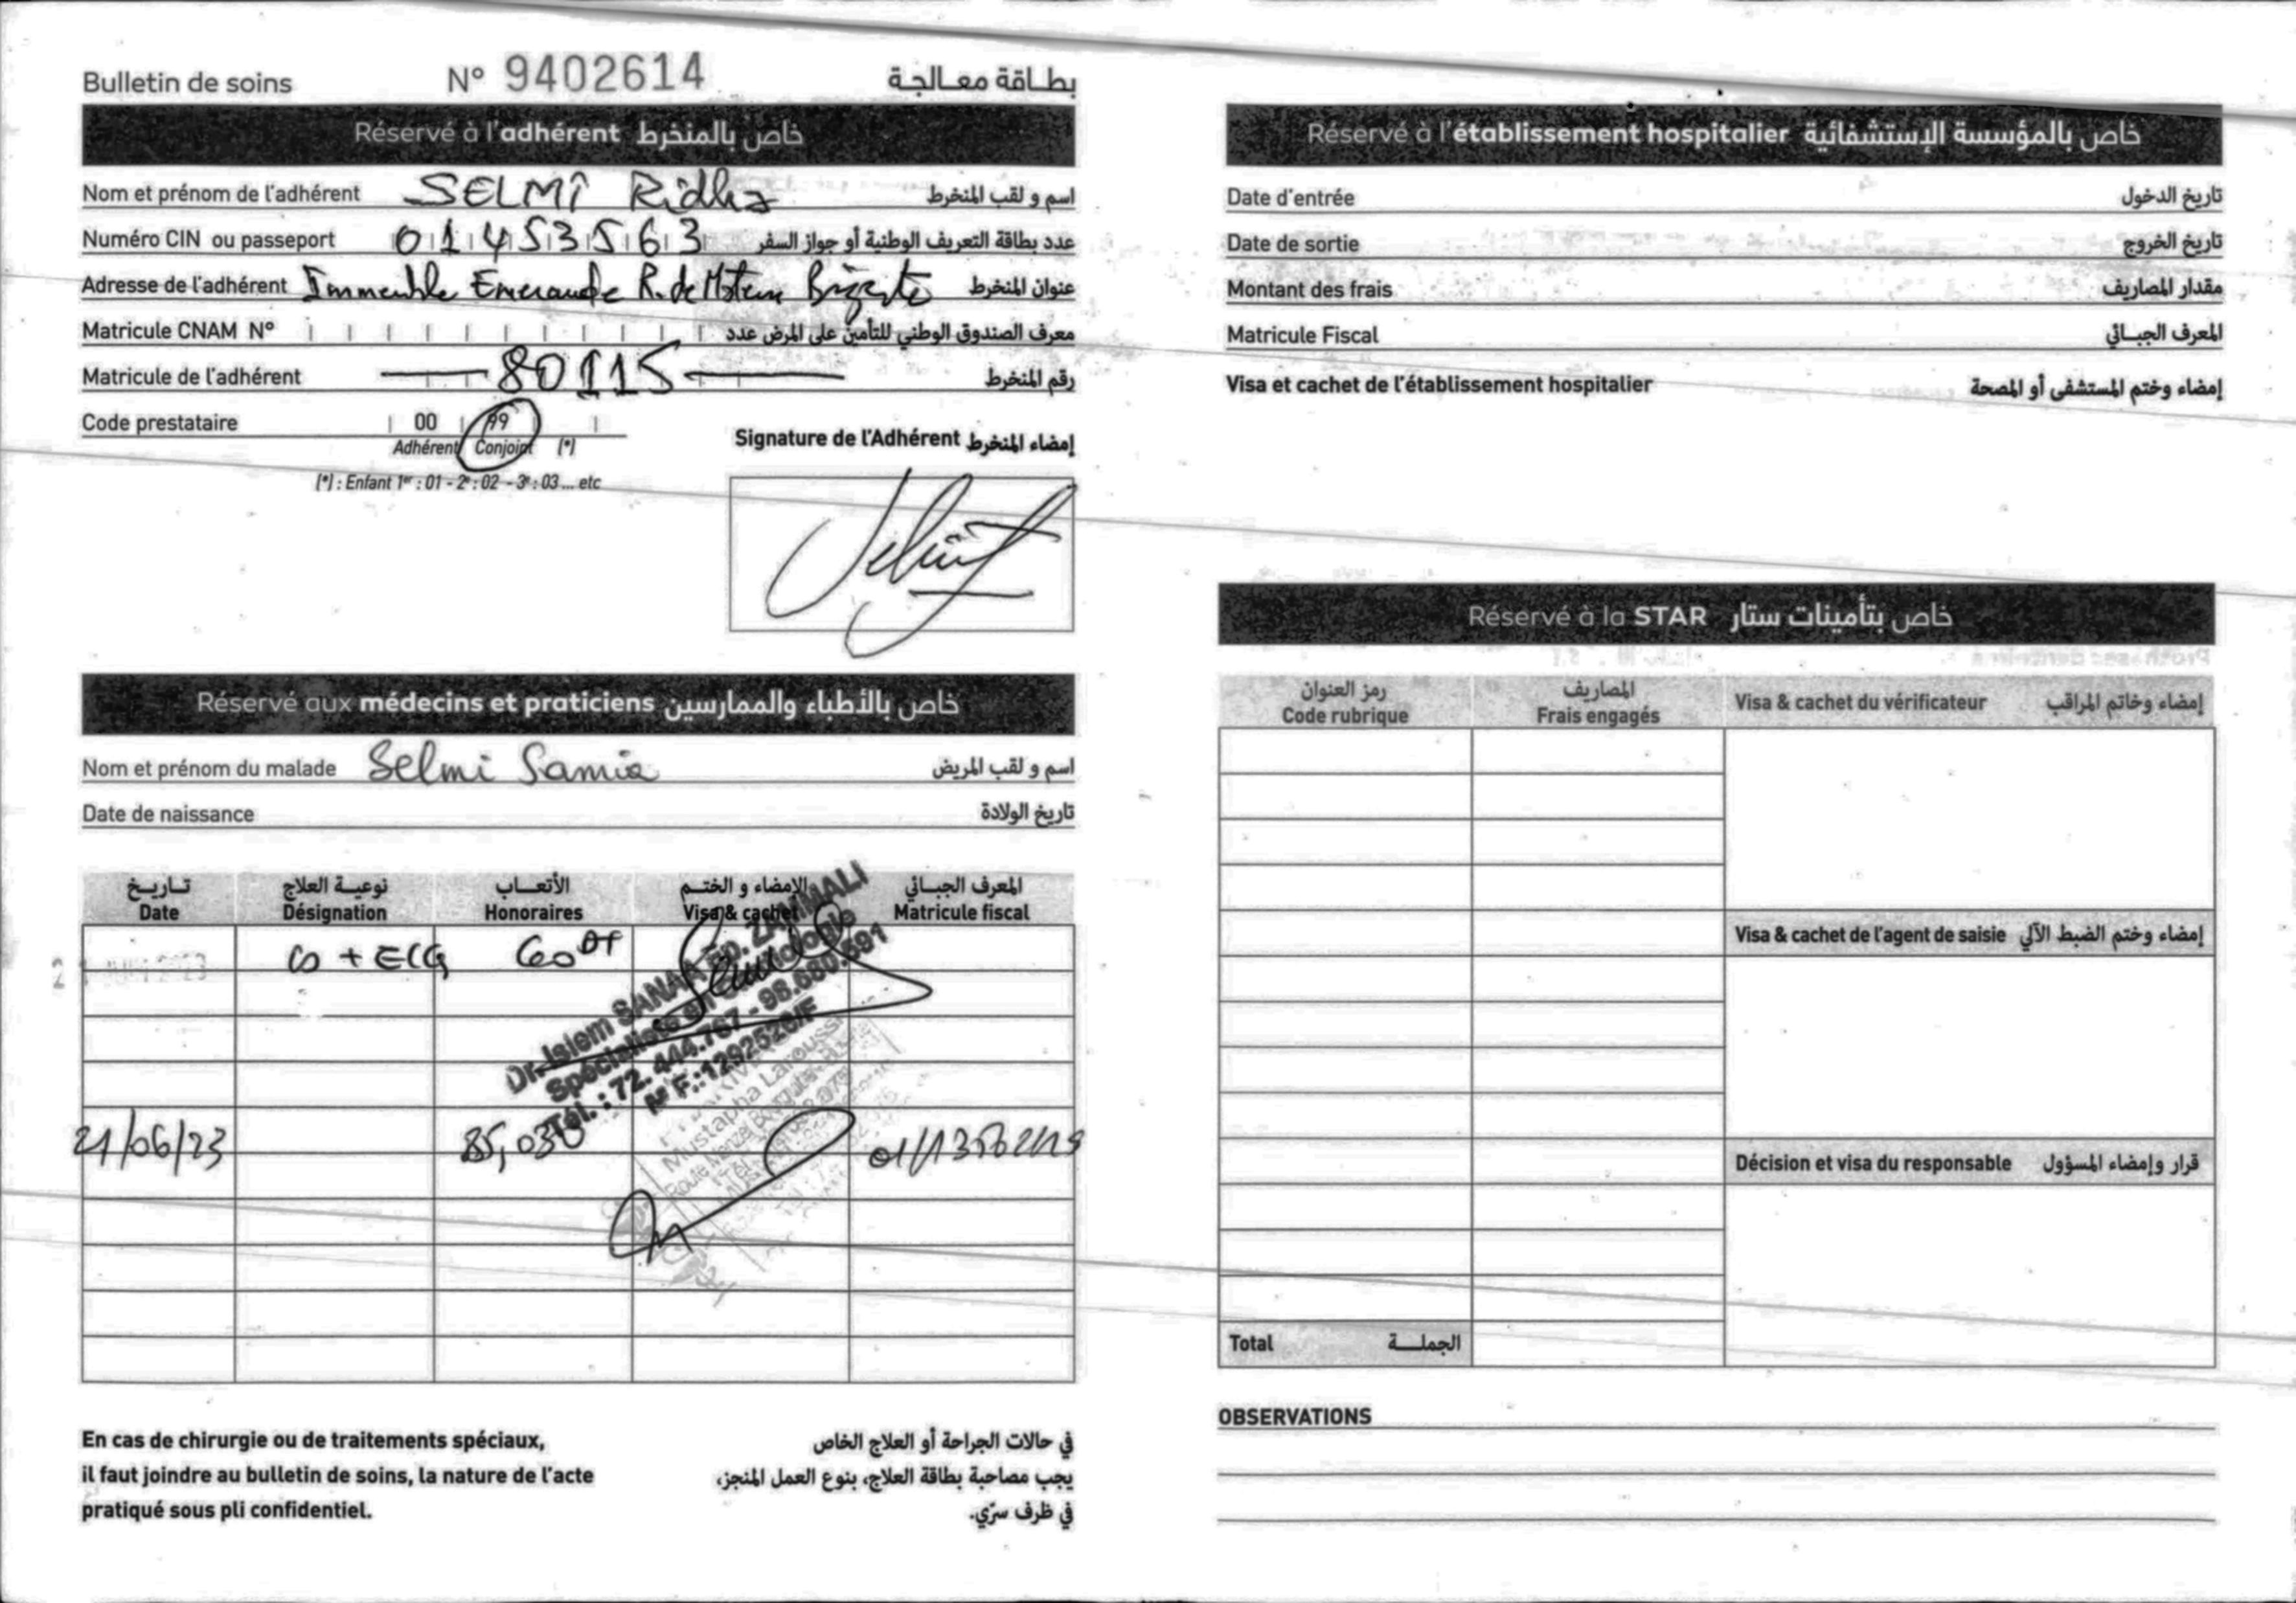 Bulletin de soins N° 9402614 بطاقة معالجة
Réservé à l'adhérent خاص بالمنخرط
Nom et prénom de l'adhérent SELMI Ridha اسم و لقب المنخرط
Numéro CIN ou passeport 01453563 عدد بطاقة التعريف الوطنية أو جواز السفر
Adresse de l'adhérent Immeuble Emeraude R. de عنوان المنخرط
Matricule CNAM N° معرف الصندوق الوطني للتأمين على المرض عدد
Matricule de l'adhérent 80115 رقم المنخرط
Code prestataire 00 99
Adhérent Conjoint (*)
(*) : Enfant 1er : 01 - 2e : 02 - 3e : 03 ... etc
Signature de l'Adhérent إمضاء المنخرط
Réservé aux médecins et praticiens خاص بالأطباء والممارسين
Nom et prénom du malade Selmi Samia اسم و لقب المريض
Date de naissance تاريخ الولادة
تاريخ نوعية العلاج الأتعاب الإمضاء و الختم المعرف الجبائي
Date Désignation Honoraires Visa & cachet Matricule fiscal
+ ECG 60 DT
Dr. Islem SANAA Ep. ZAMMALI
Spécialiste en Cardiologie
Tél. : 72.444.767 - 98.680.591
M F.:1292526/F
Mustapha Laroussi
21/06/23 85,030
En cas de chirurgie ou de traitements spéciaux,
il faut joindre au bulletin de soins, la nature de l'acte
pratiqué sous pli confidentiel.
في حالات الجراحة أو العلاج الخاص
يجب مصاحبة بطاقة العلاج، بنوع العمل المنجز،
في ظرف سرّي.
Réservé à l'établissement hospitalier خاص بالمؤسسة الإستشفائية
Date d'entrée تاريخ الدخول
Date de sortie تاريخ الخروج
Montant des frais مقدار المصاريف
Matricule Fiscal المعرف الجبائي
Visa et cachet de l'établissement hospitalier إمضاء وختم المستشفى أو المصحة
Réservé à la STAR خاص بتأمينات ستار
رمز العنوان المصاريف
Code rubrique Frais engagés Visa & cachet du vérificateur إمضاء وخاتم المراقب
Visa & cachet de l'agent de saisie إمضاء وختم الضبط الآلي
Décision et visa du responsable قرار وإمضاء المسؤول
Total الجملة
OBSERVATIONS